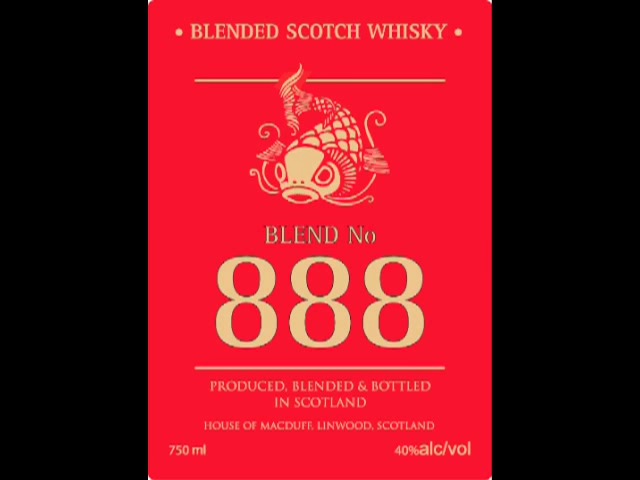 • BLENDED SCOTCH WHISKY •
BLEND No
888
PRODUCED, BLENDED & BOTTLED
IN SCOTLAND
HOUSE OF MACDUFF, LINWOOD, SCOTLAND
750 ml 40%alc/vol